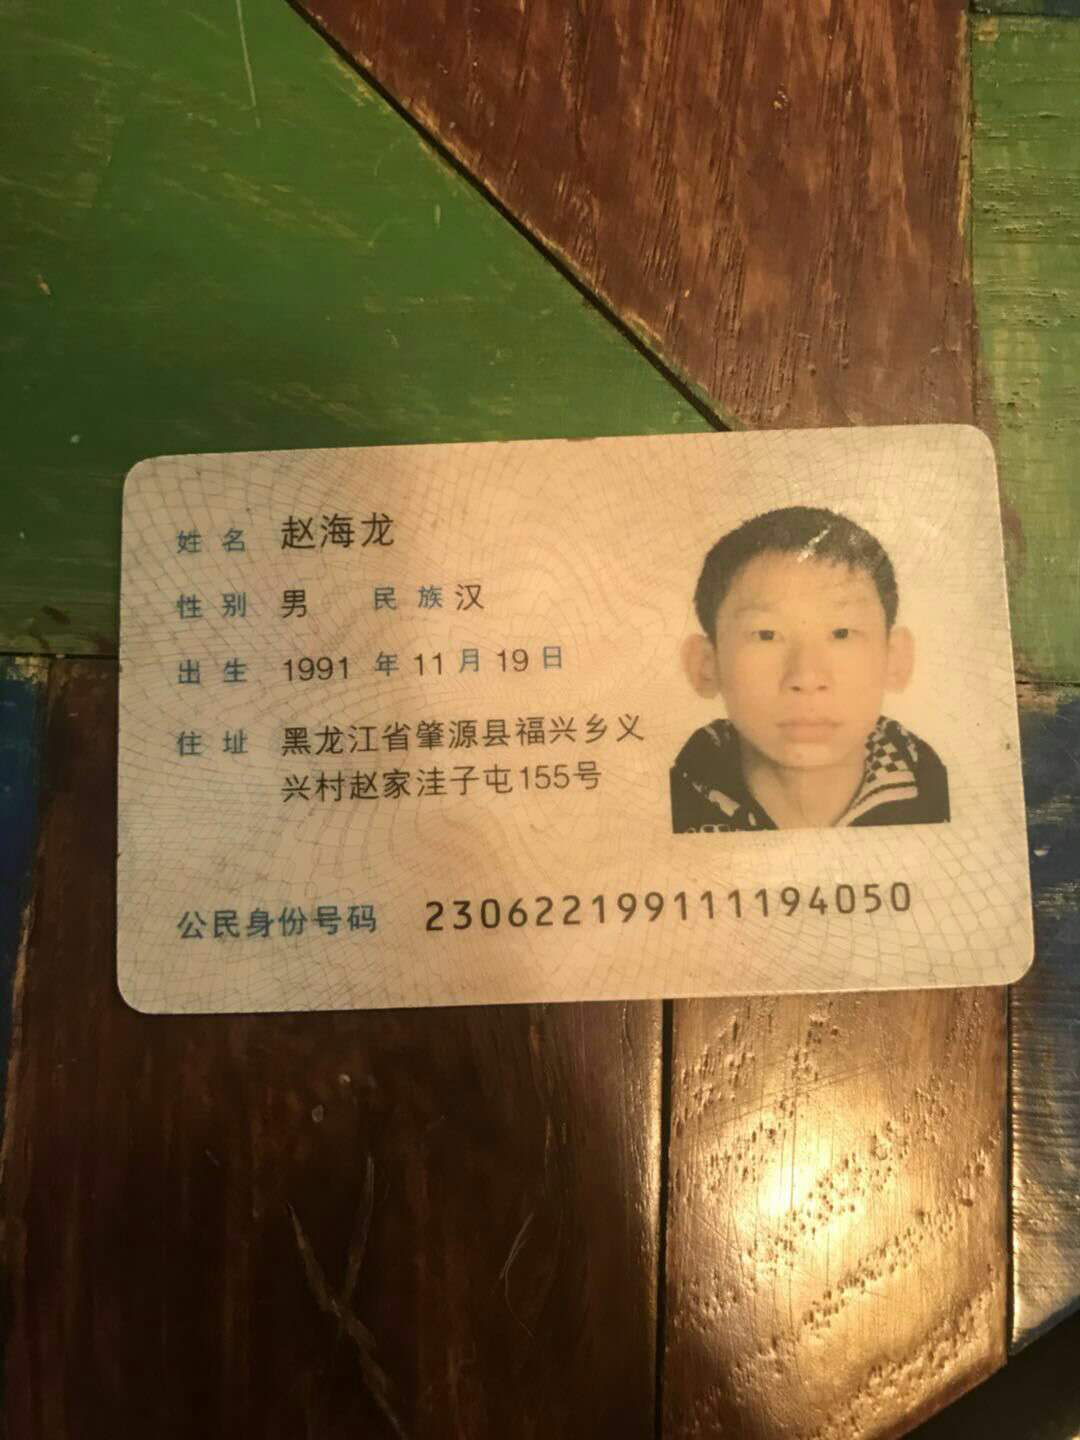 姓名 赵海龙
性别 男 民族 汉
出生 1991 年 11 月 19 日
住址 黑龙江省肇源县福兴乡义
兴村赵家洼子屯155号
公民身份号码 230622199111194050